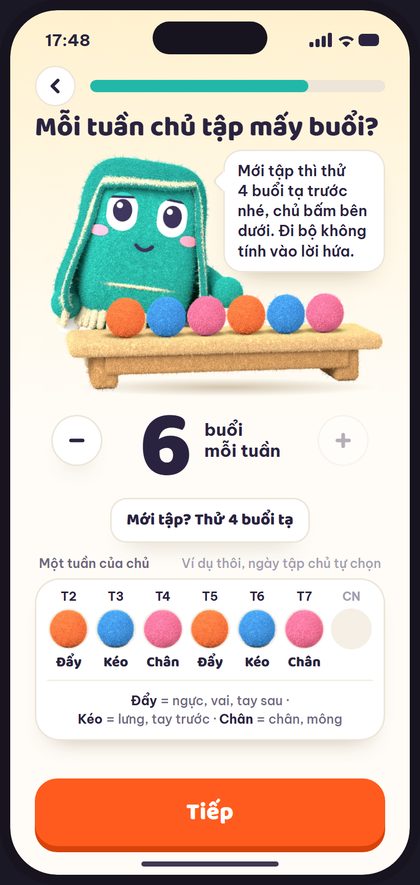 17:48
Mỗi tuần chủ tập mấy buổi?
Mới tập thì thử
4 buổi tạ trước
nhé, chủ bấm bên
dưới. Đi bộ không
tính vào lời hứa.
6 buổi
mỗi tuần
Mới tập? Thử 4 buổi tạ
Một tuần của chủ Ví dụ thôi, ngày tập chủ tự chọn
T2 T3 T4 T5 T6 T7 CN
Đẩy Kéo Chân Đẩy Kéo Chân
Đẩy = ngực, vai, tay sau ·
Kéo = lưng, tay trước · Chân = chân, mông
Tiếp